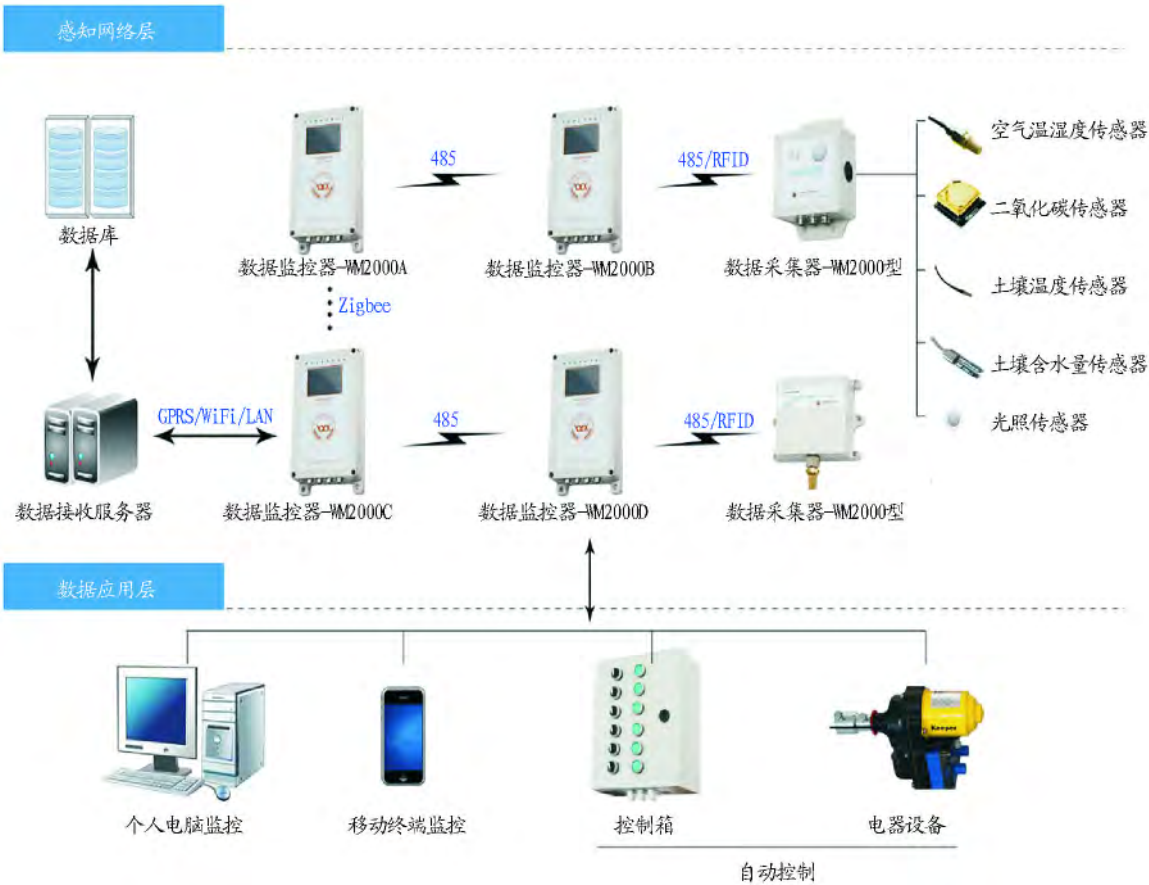 感知网络层
空气温湿度传感器
485
485/RFID
二氧化碳传感器
数据库
数据监控器-WM2000A
数据监控器-WM2000B
数据采集器-WM2000型
土壤温度传感器
Zigbee
土壤含水量传感器
GPRS/WiFi/LAN
485
485/RFID
光照传感器
数据接收服务器
数据监控器-WM2000C
数据监控器-WM2000D
数据采集器-WM2000型
数据应用层
Keeper
个人电脑监控
移动终端监控
控制箱
电器设备
自动控制